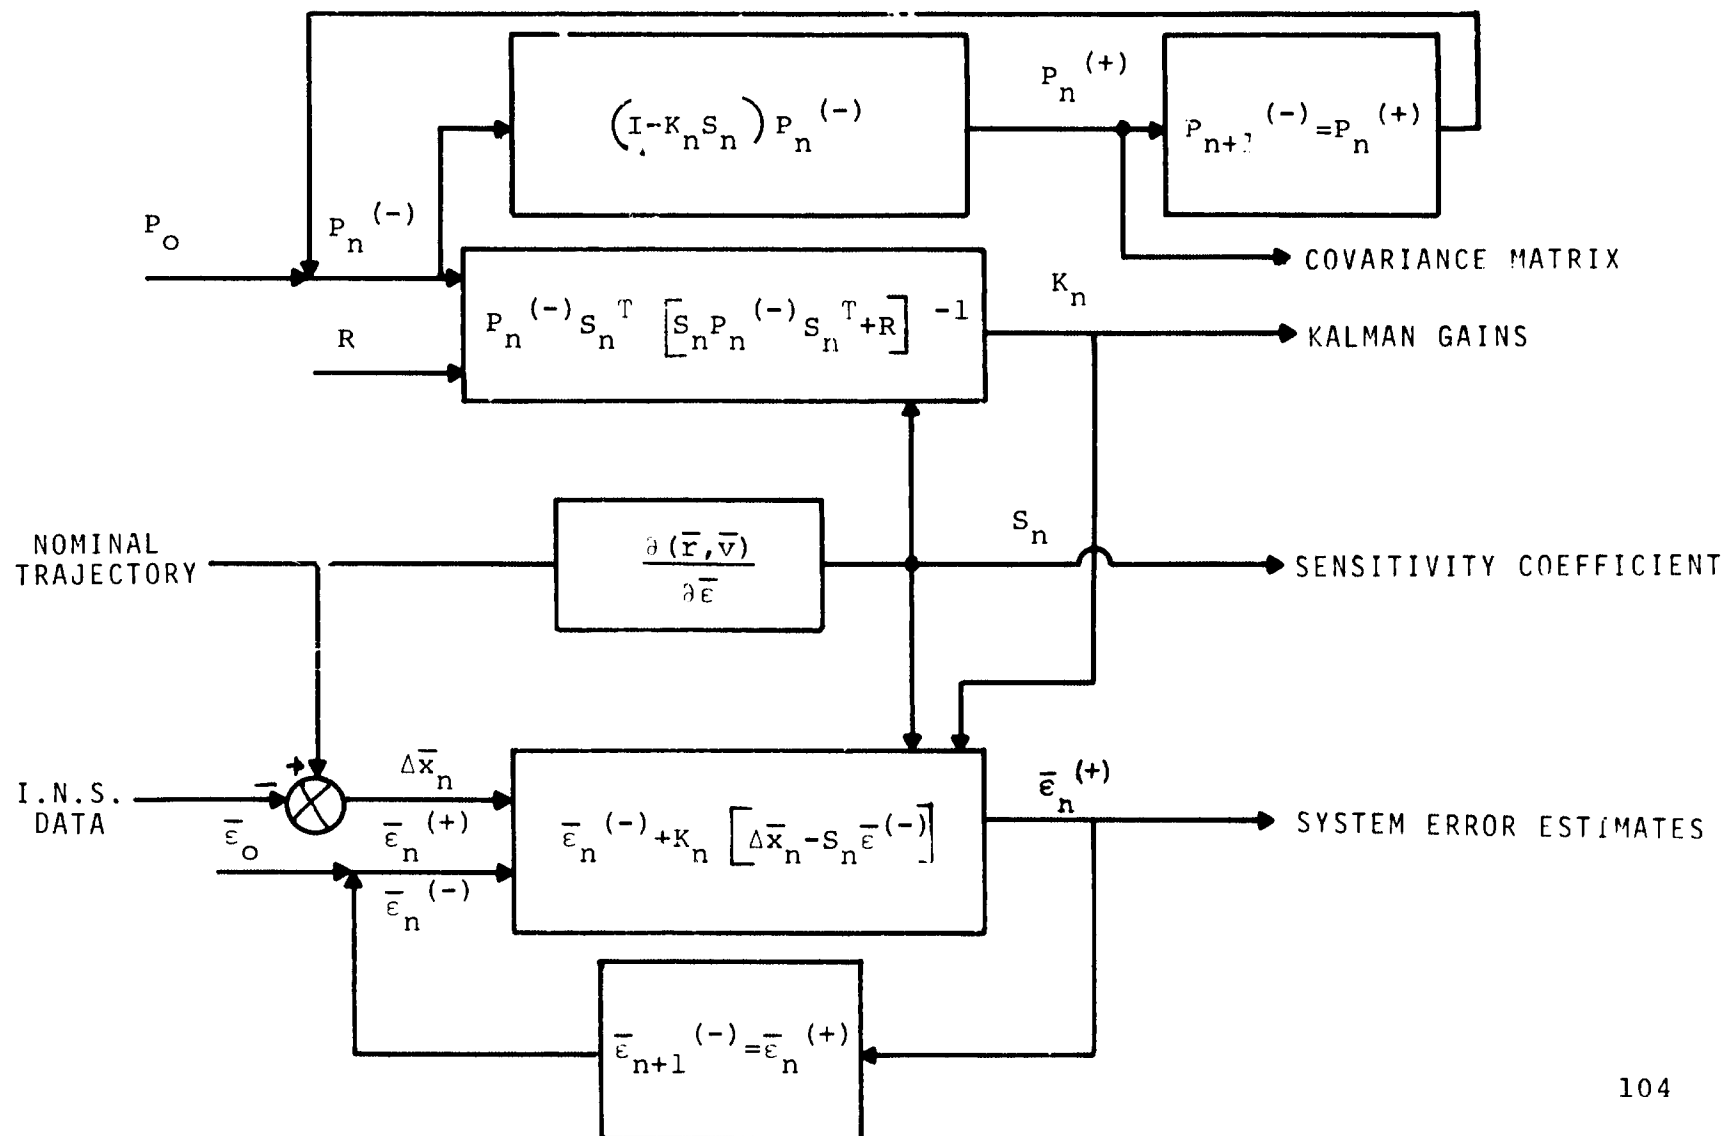 P_n^(+)
(I-K_n S_n) P_n^(-)
P_{n+1}^(-) = P_n^(+)
P_o
P_n^(-)
COVARIANCE MATRIX
K_n
P_n^(-) S_n^T [S_n P_n^(-) S_n^T + R]^-1
R
KALMAN GAINS
S_n
NOMINAL
TRAJECTORY
∂(r̅,v̅)
∂ε̅
SENSITIVITY COEFFICIENT
+
-
Δx̅_n
ε̅_n^(+)
I.N.S.
DATA
ε̅_o
ε̅_n^(+)
ε̅_n^(-) + K_n [Δx̅_n - S_n ε̅^(-)]
SYSTEM ERROR ESTIMATES
ε̅_n^(-)
ε̅_{n+1}^(-) = ε̅_n^(+)
104